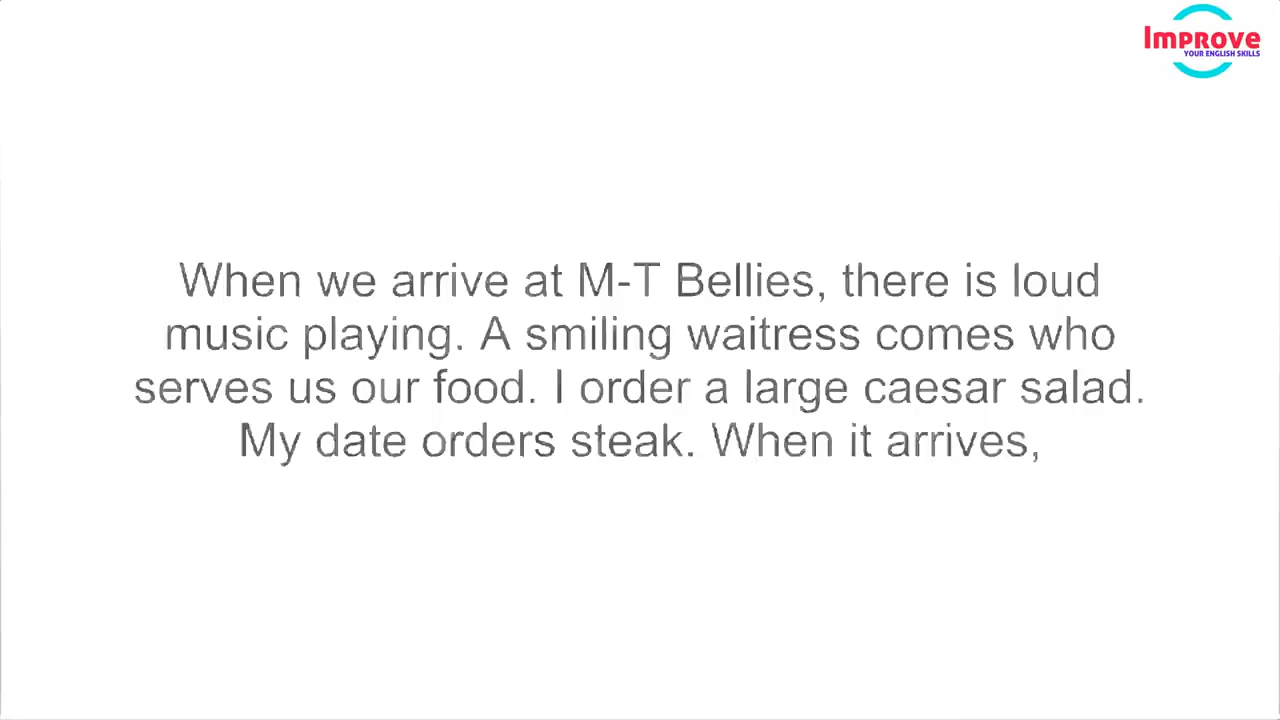 Improve
YOUR ENGLISH SKILLS
When we arrive at M-T Bellies, there is loud
music playing. A smiling waitress comes who
serves us our food. I order a large caesar salad.
My date orders steak. When it arrives,